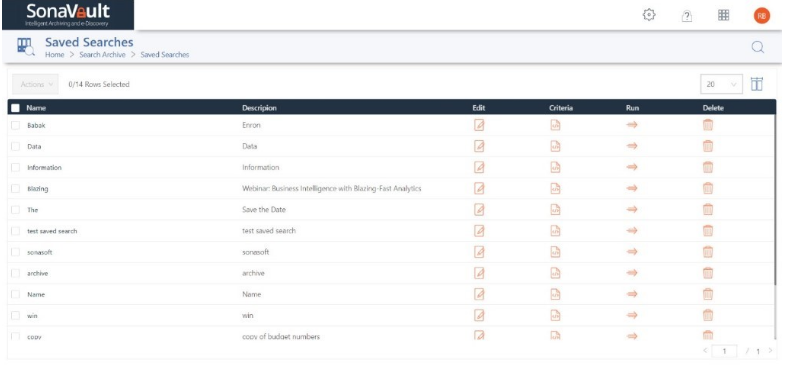 SonaVault
Intelligent Archiving and e-Discovery
RB
Saved Searches
Home > Search Archive > Saved Searches
Actions 0/14 Rows Selected 20
Name Descripion Edit Criteria Run Delete
Babak Enron
Data Data
Information Information
Blazing Webinar: Business Intelligence with Blazing-Fast Analytics
The Save the Date
test saved search test saved search
sonasoft sonasoft
archive archive
Name Name
win win
copy copy of budget numbers
< 1 / 1 >